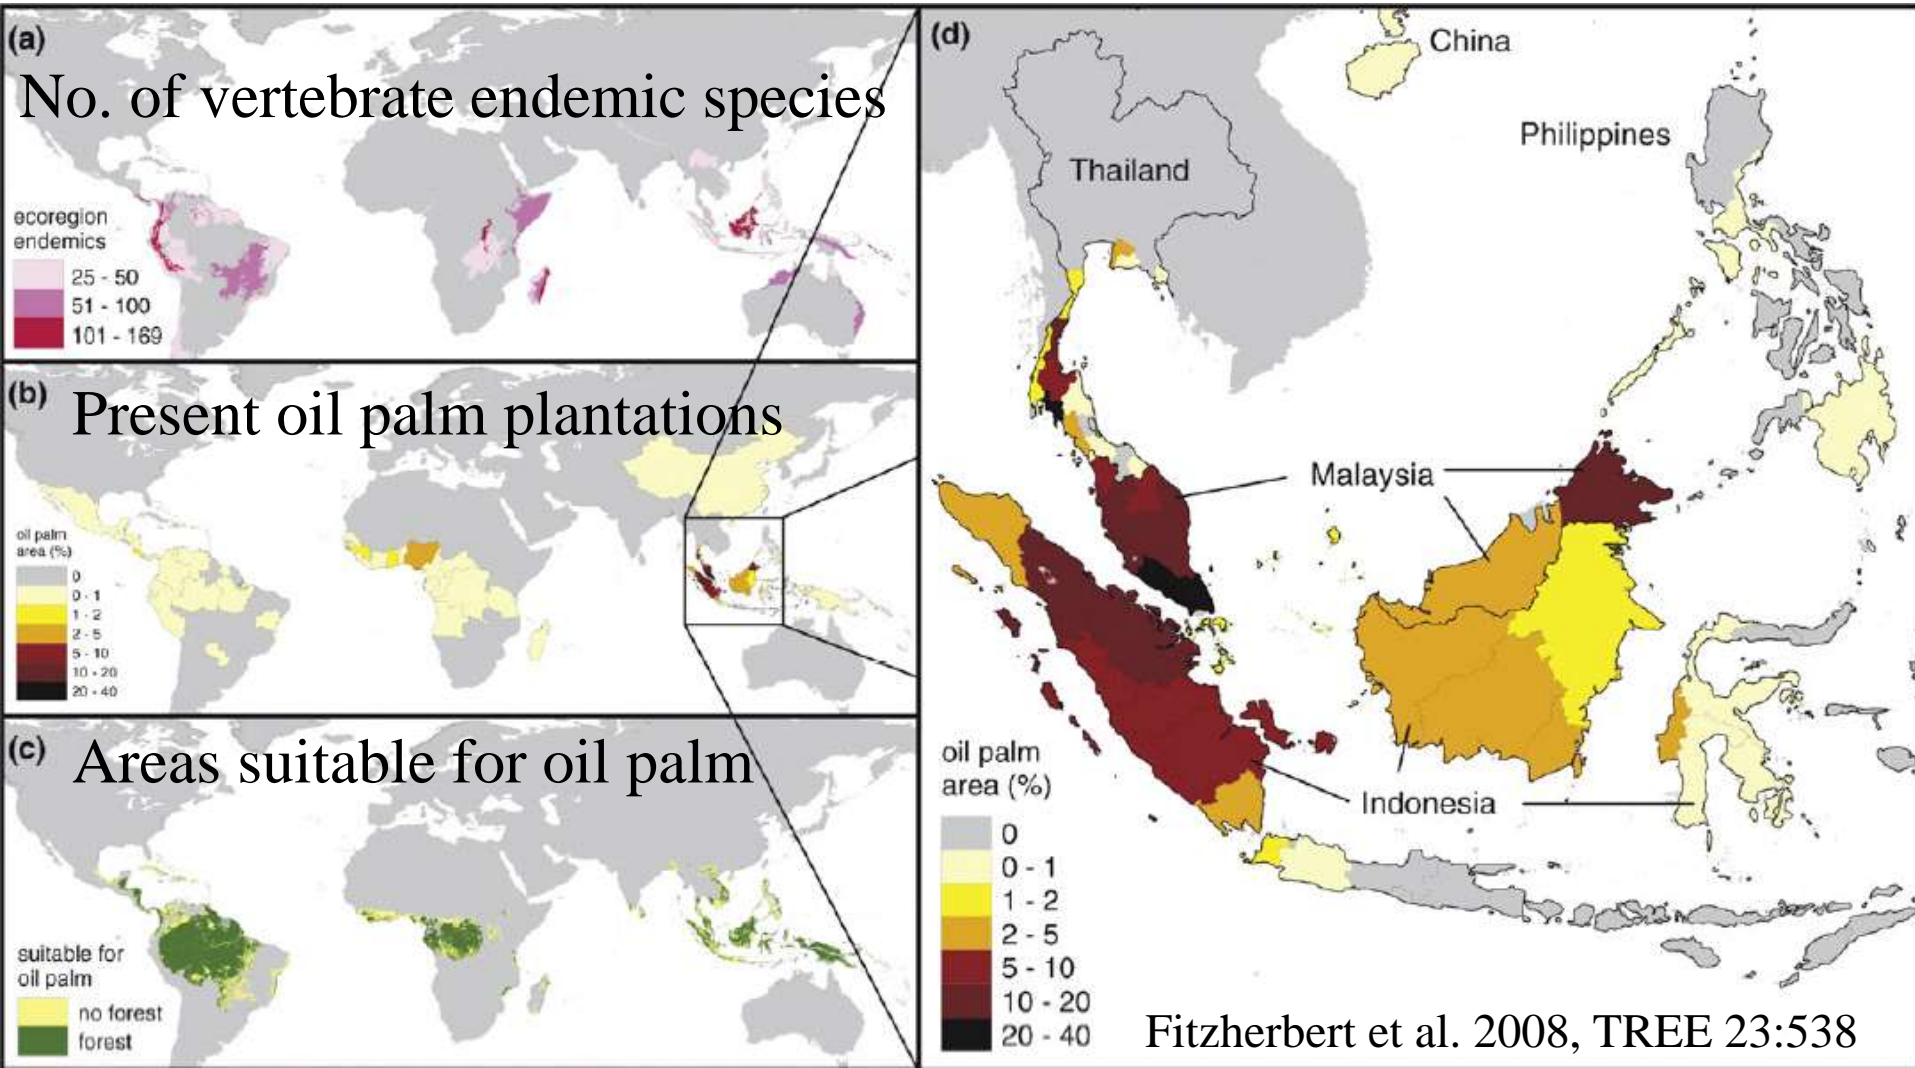 (a)
No. of vertebrate endemic species
ecoregion
endemics
25 - 50
51 - 100
101 - 169
(b)
Present oil palm plantations
oil palm
area (%)
0
0 - 1
1 - 2
2 - 5
5 - 10
10 - 20
20 - 40
(c)
Areas suitable for oil palm
suitable for
oil palm
no forest
forest
(d)
China
Philippines
Thailand
Malaysia
Indonesia
oil palm
area (%)
0
0 - 1
1 - 2
2 - 5
5 - 10
10 - 20
20 - 40
Fitzherbert et al. 2008, TREE 23:538